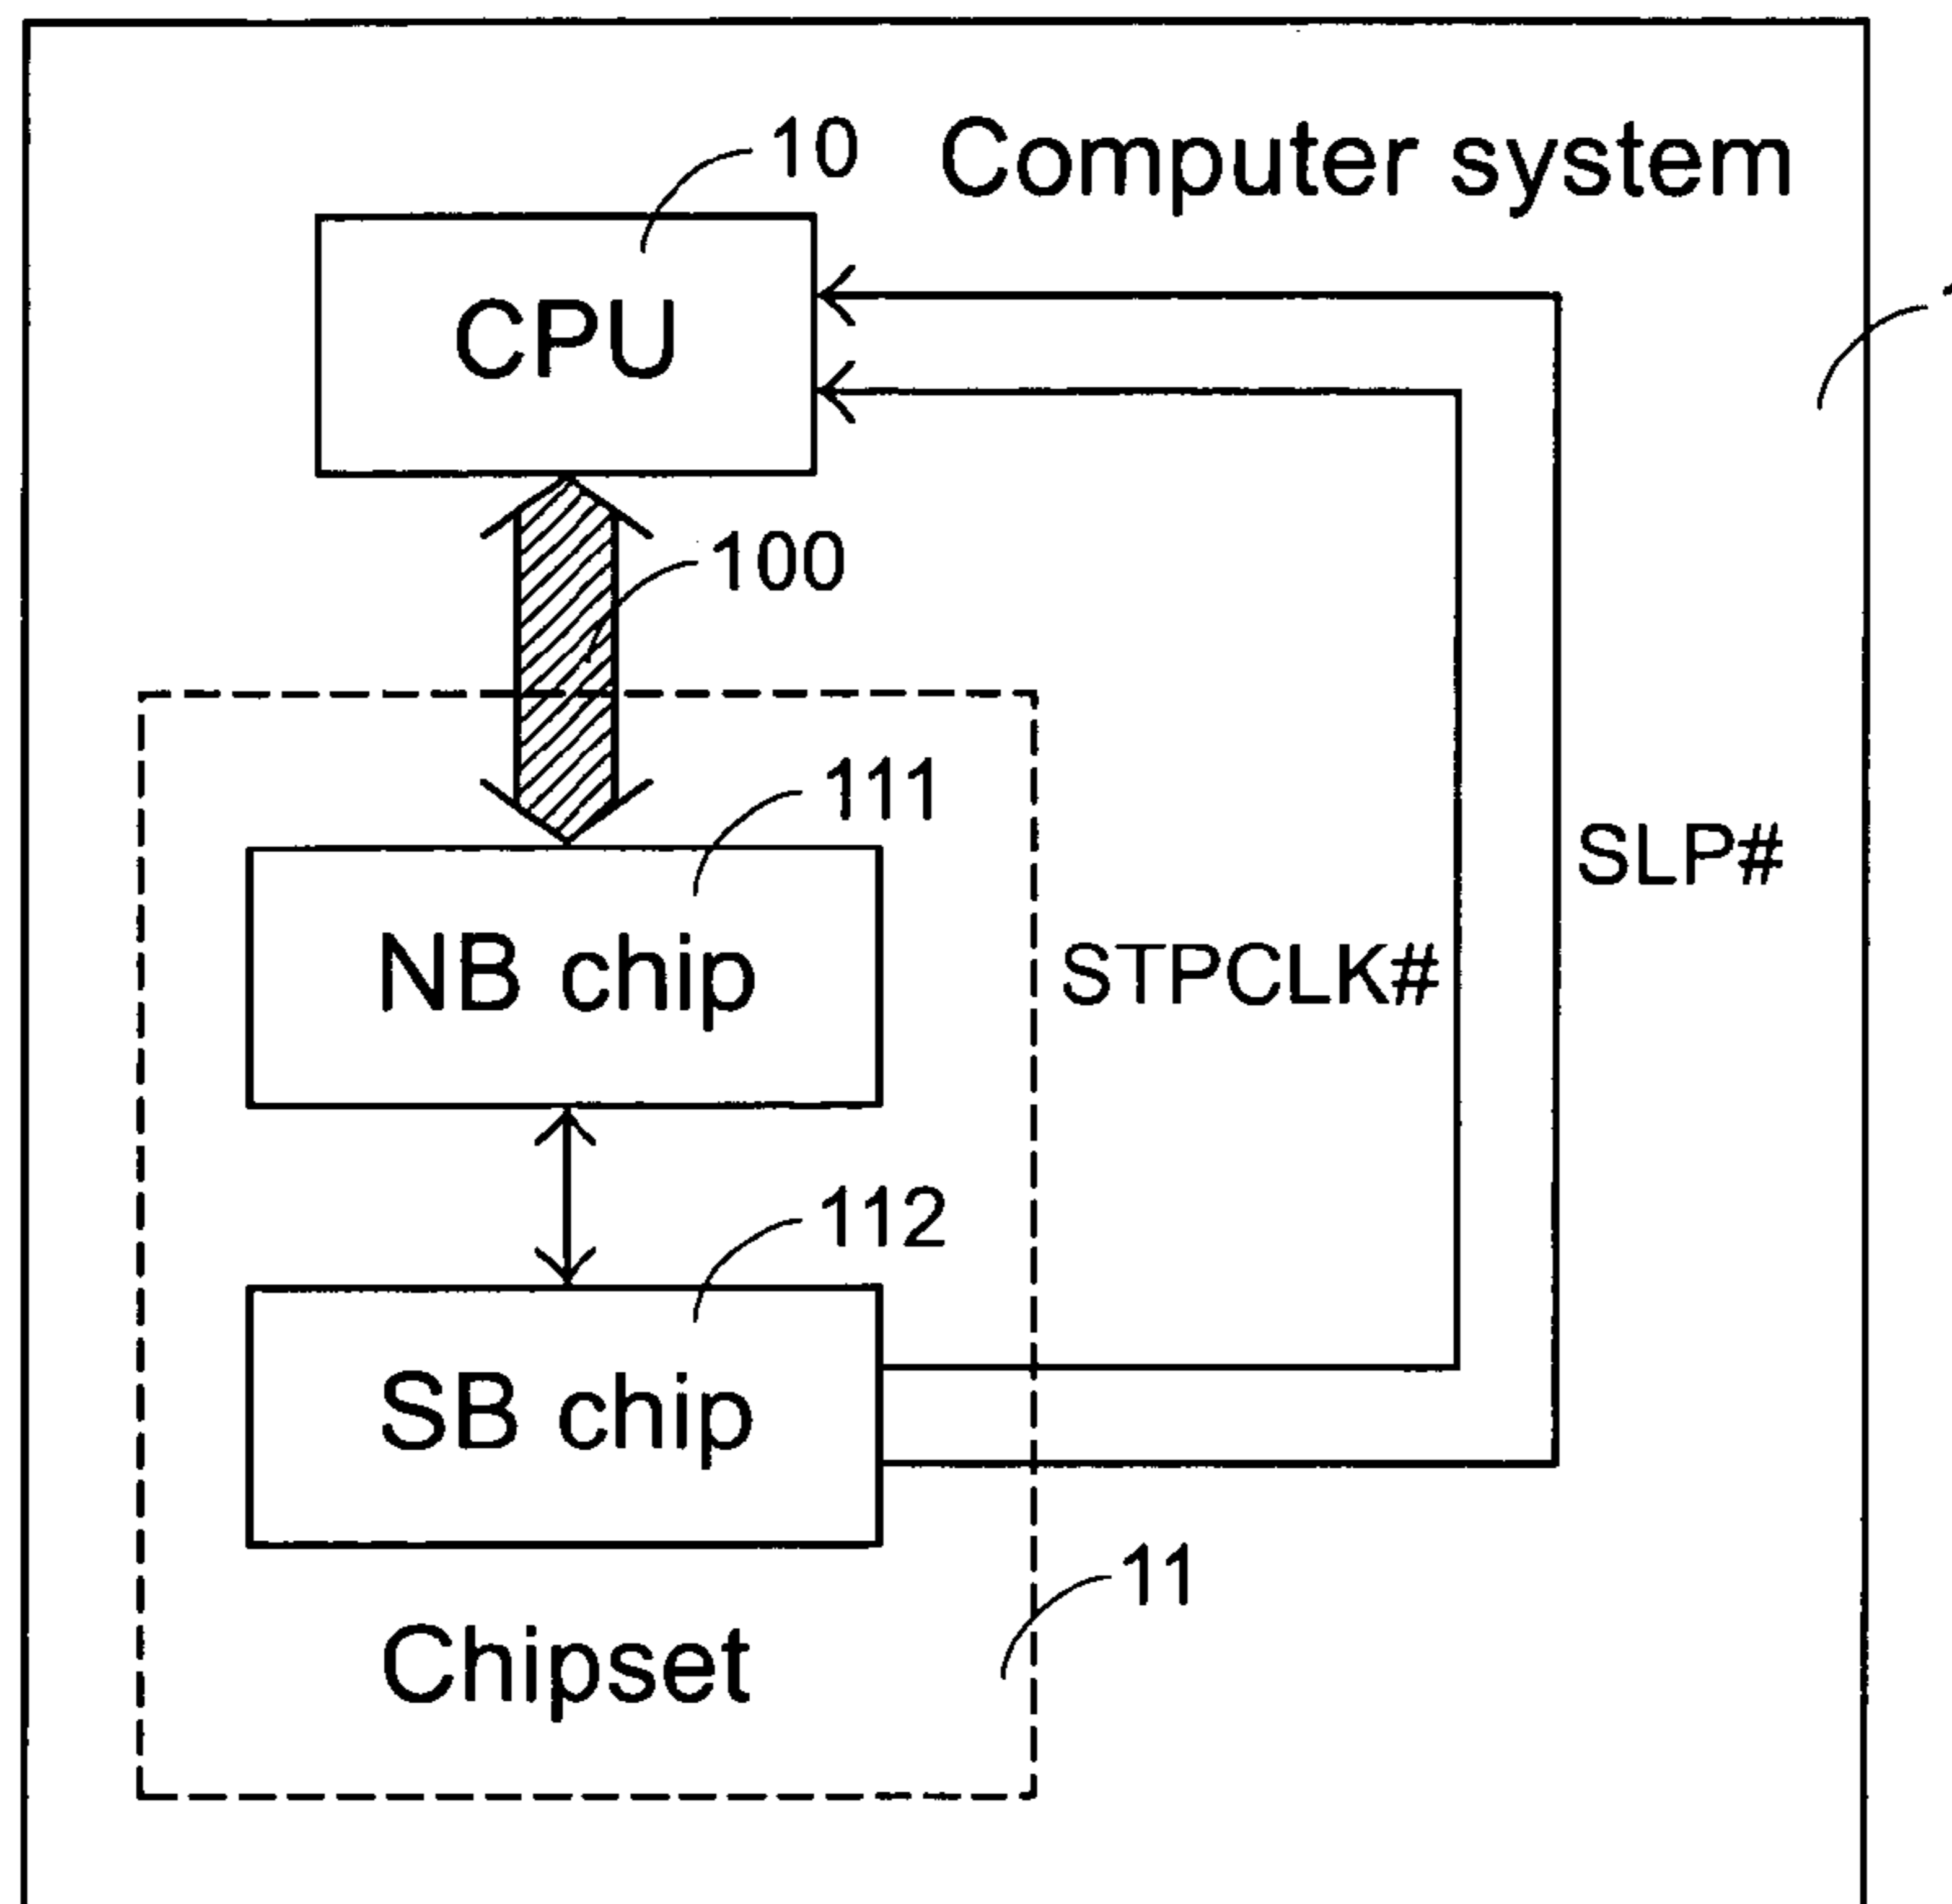 10
Computer system
CPU
100
111
NB chip
SLP#
STPCLK#
112
SB chip
11
Chipset